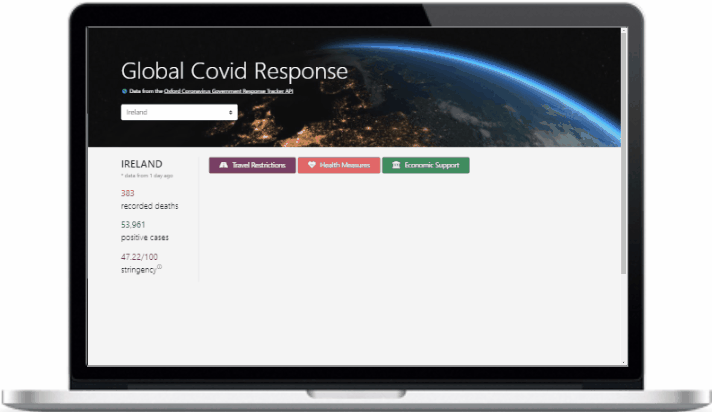 Global Covid Response
Data from the Oxford Coronavirus Government Response Tracker API
Ireland
IRELAND
* data from 1 day ago
383
recorded deaths
53,961
positive cases
47.22/100
stringency
Travel Restrictions
Health Measures
Economic Support